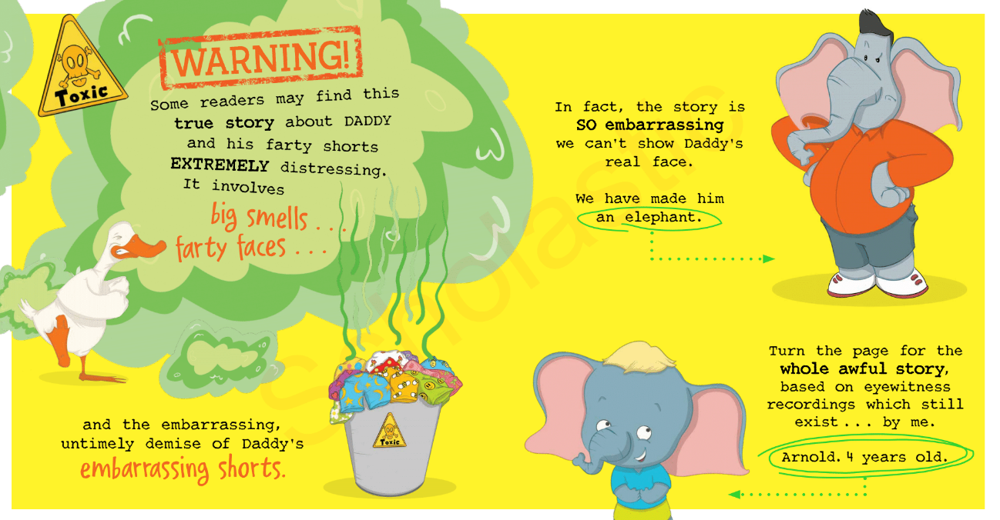 Toxic
WARNING!
Some readers may find this
true story about DADDY
and his farty shorts
EXTREMELY distressing.
It involves
big smells . . .
farty faces . . .
and the embarrassing,
untimely demise of Daddy's
embarrassing shorts.
Toxic
In fact, the story is
SO embarrassing
we can't show Daddy's
real face.
We have made him
an elephant.
Turn the page for the
whole awful story,
based on eyewitness
recordings which still
exist . . . by me.
Arnold. 4 years old.
Scholastic